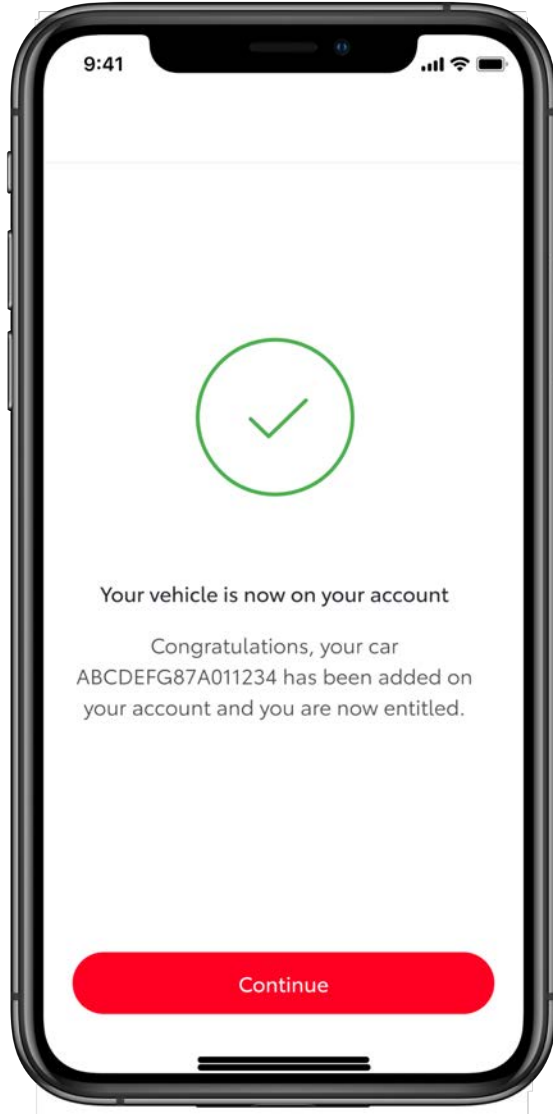 9:41
Your vehicle is now on your account
Congratulations, your car
ABCDEFG87A011234 has been added on
your account and you are now entitled.
Continue